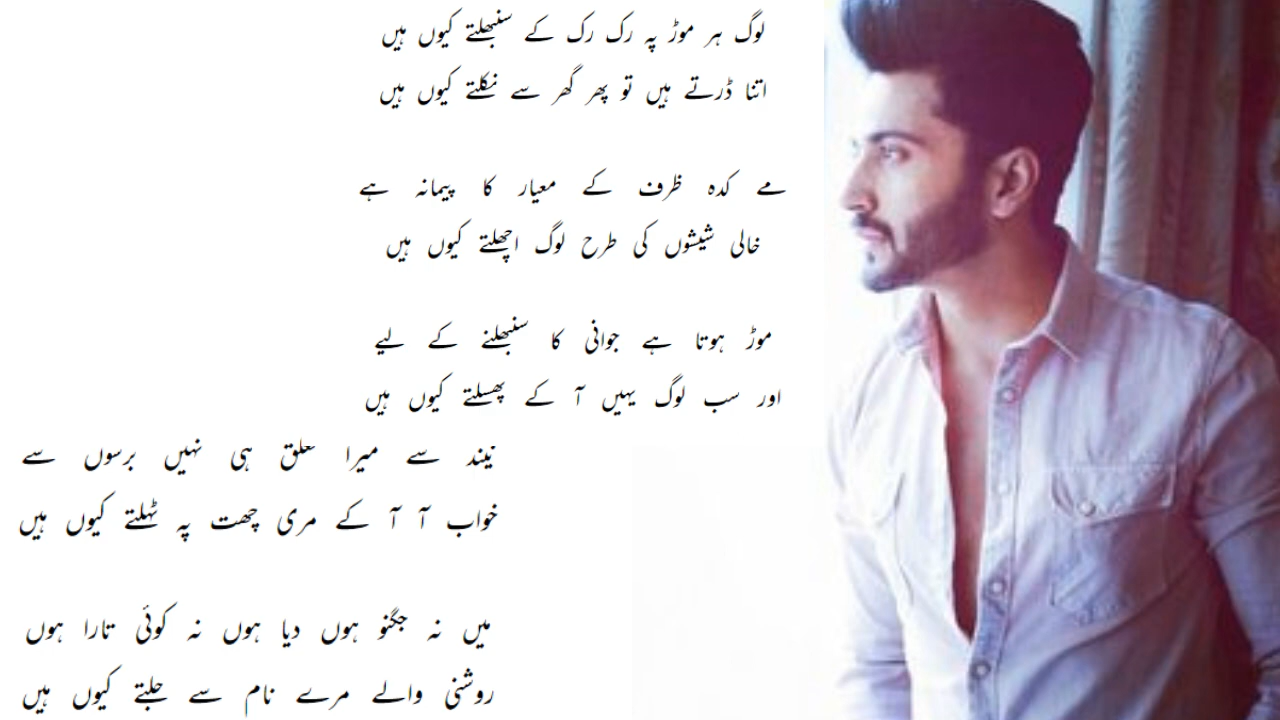 لوگ ہر موڑ پہ رک رک کے سنبھلتے کیوں ہیں
اتنا ڈرتے ہیں تو پھر گھر سے نکلتے کیوں ہیں
مے کدہ ظرف کے معیار کا پیمانہ ہے
خالی شیشوں کی طرح لوگ اچھلتے کیوں ہیں
موڑ ہوتا ہے جوانی کا سنبھلنے کے لیے
اور سب لوگ یہیں آ کے پھسلتے کیوں ہیں
نیند سے میرا تعلق ہی نہیں برسوں سے
خواب آ آ کے مری چھت پہ ٹہلتے کیوں ہیں
میں نہ جگنو ہوں دیا ہوں نہ کوئی تارا ہوں
روشنی والے مرے نام سے جلتے کیوں ہیں